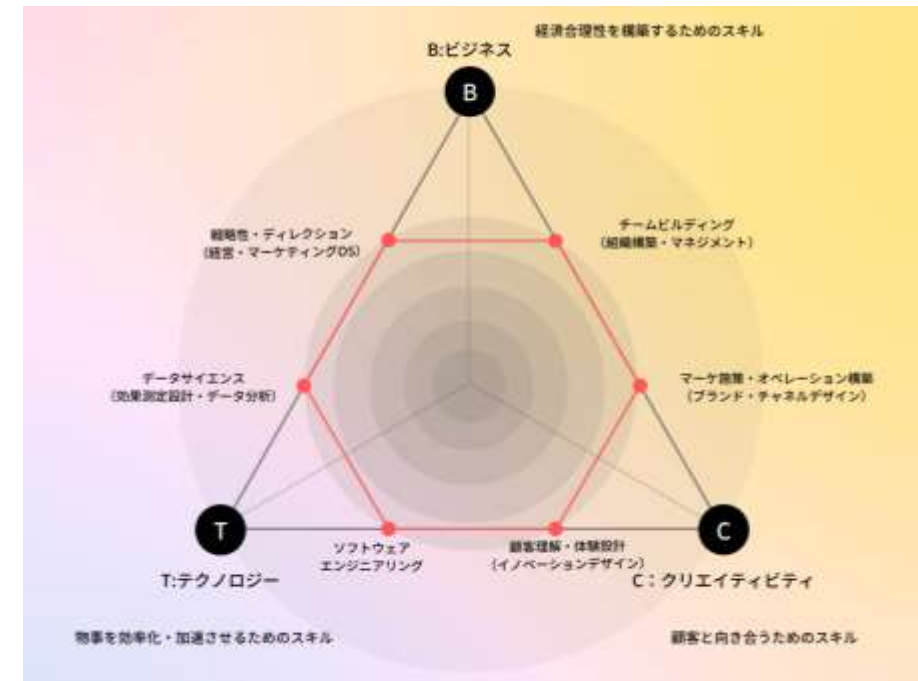 経済合理性を構築するためのスキル
B:ビジネス
B
戦略性・ディレクション
(経営・マーケティングOS)
チームビルディング
(組織構築・マネジメント)
データサイエンス
(効果測定設計・データ分析)
マーケ施策・オペレーション構築
(ブランド・チャネルデザイン)
T
C
ソフトウェア
エンジニアリング
顧客理解・体験設計
(イノベーションデザイン)
T:テクノロジー
C：クリエイティビティ
物事を効率化・加速させるためのスキル
顧客と向き合うためのスキル